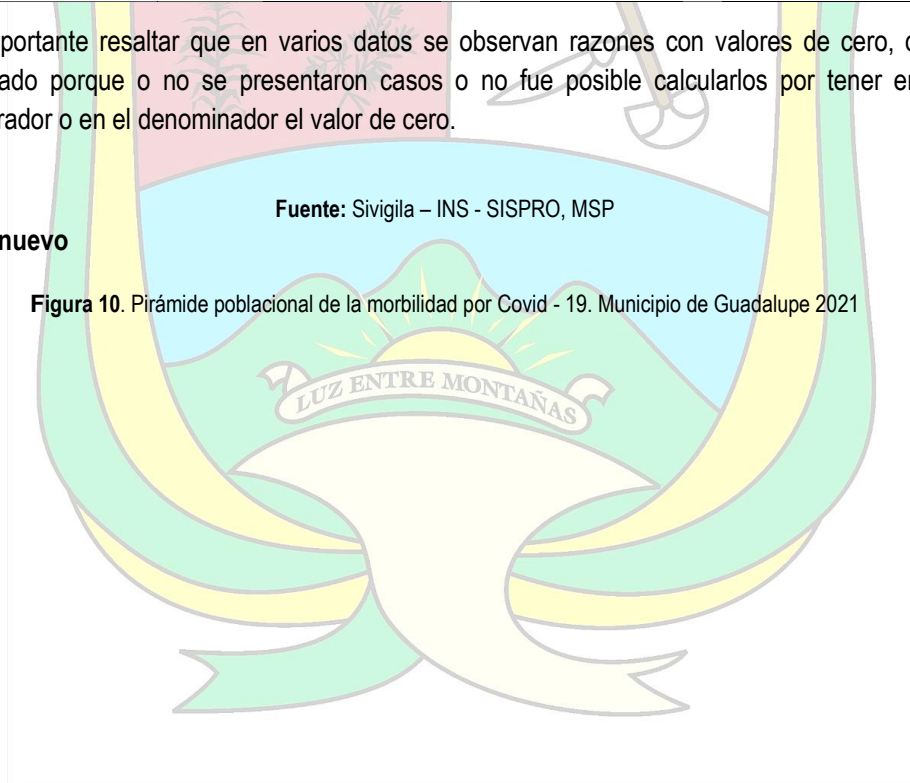 portante resaltar que en varios datos se observan razones con valores de cero,
ado porque o no se presentaron casos o no fue posible calcularlos por tener
rador o en el denominador el valor de cero.
Fuente: Sivigila – INS - SISPRO, MSP
nuevo
Figura 10. Pirámide poblacional de la morbilidad por Covid - 19. Municipio de Guadalupe 2021
LUZ ENTRE MONTAÑAS